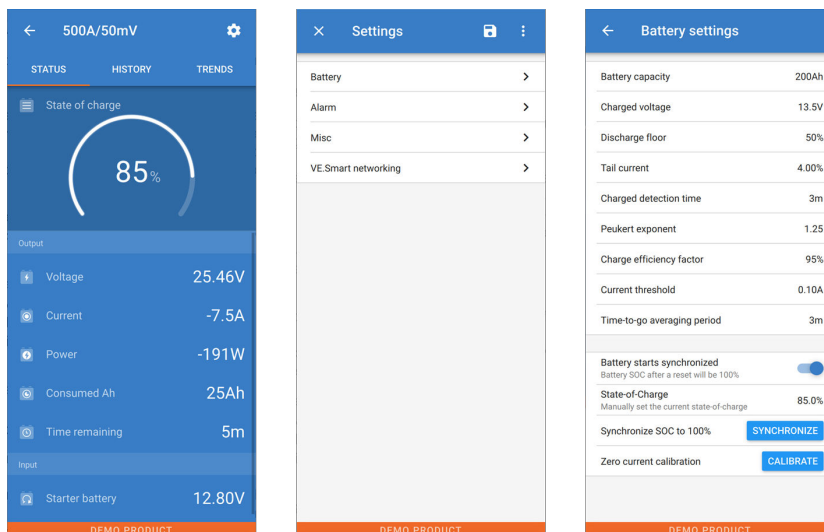 500A/50mV
STATUS HISTORY TRENDS
State of charge
85%
Output
Voltage 25.46V
Current -7.5A
Power -191W
Consumed Ah 25Ah
Time remaining 5m
Input
Starter battery 12.80V
DEMO PRODUCT
Settings
Battery
Alarm
Misc
VE.Smart networking
DEMO PRODUCT
Battery settings
Battery capacity 200Ah
Charged voltage 13.5V
Discharge floor 50%
Tail current 4.00%
Charged detection time 3m
Peukert exponent 1.25
Charge efficiency factor 95%
Current threshold 0.10A
Time-to-go averaging period 3m
Battery starts synchronized
Battery SOC after a reset will be 100%
State-of-Charge 85.0%
Manually set the current state-of-charge
Synchronize SOC to 100% SYNCHRONIZE
Zero current calibration CALIBRATE
DEMO PRODUCT